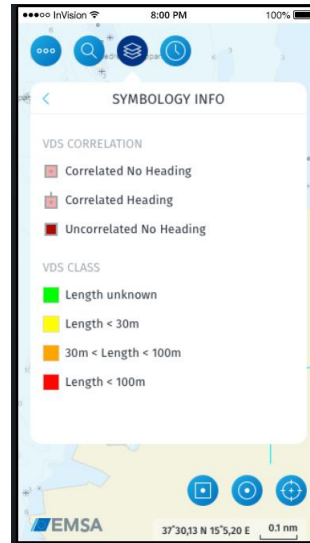 InVision 8:00 PM 100%
SYMBOLOGY INFO
VDS CORRELATION
Correlated No Heading
Correlated Heading
Uncorrelated No Heading
VDS CLASS
Length unknown
Length < 30m
30m < Length < 100m
Length < 100m
EMSA
37°30,13 N 15°5,20 E 0.1 nm